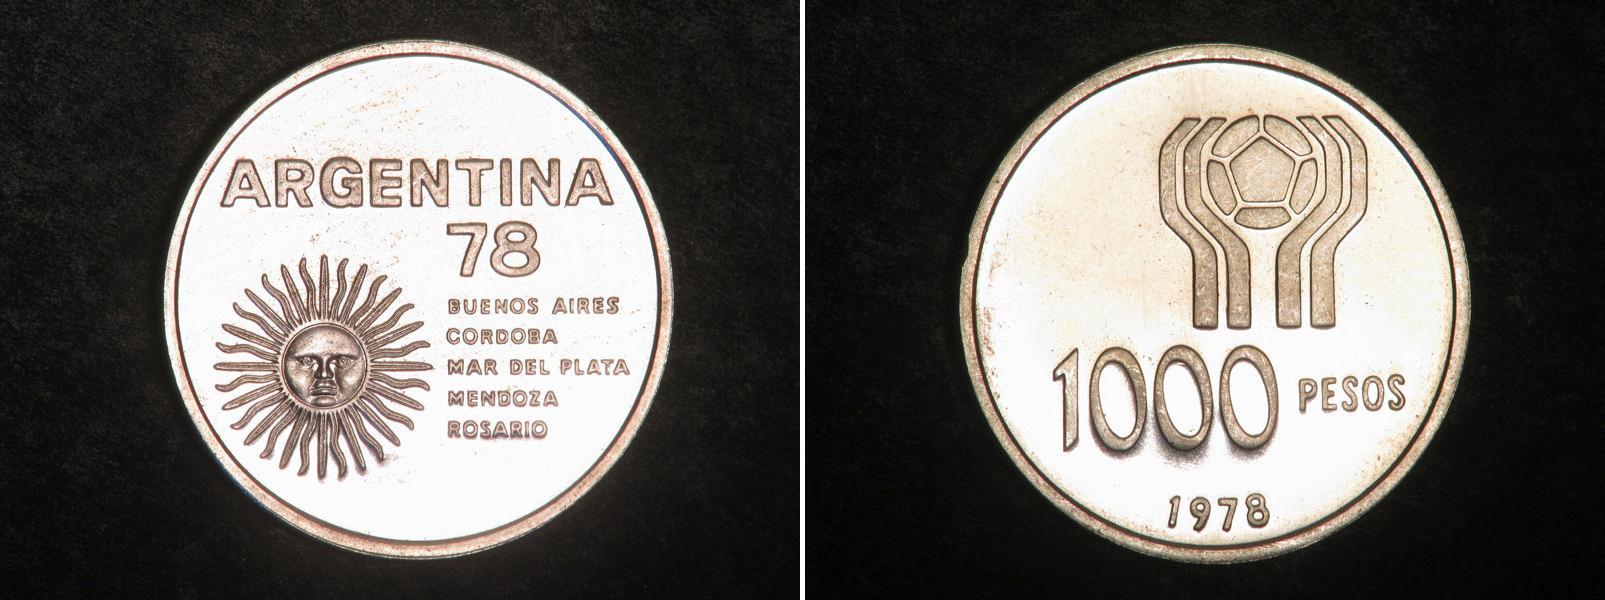 ARGENTINA
78
BUENOS AIRES
CORDOBA
MAR DEL PLATA
MENDOZA
ROSARIO
1000 PESOS
1978